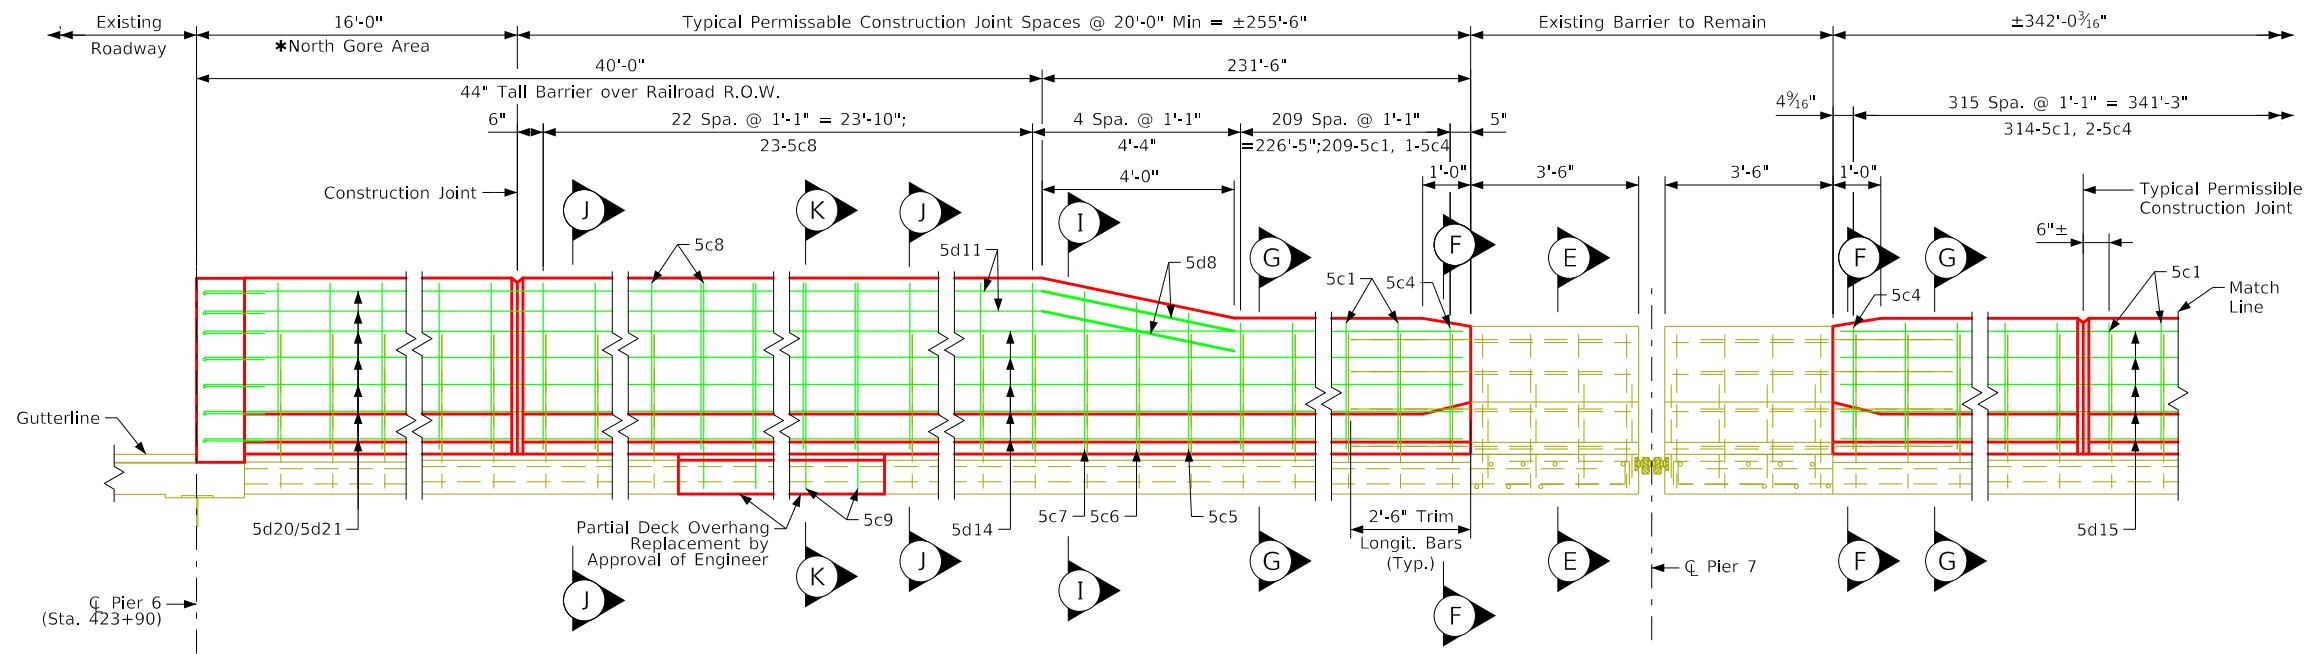 Existing
Roadway
16'-0"
✱North Gore Area
Typical Permissable Construction Joint Spaces @ 20'-0" Min = ±255'-6"
Existing Barrier to Remain
±342'-0³⁄₁₆"
40'-0"
44" Tall Barrier over Railroad R.O.W.
231'-6"
6"
22 Spa. @ 1'-1" = 23'-10";
23-5c8
4 Spa. @ 1'-1"
4'-4"
209 Spa. @ 1'-1"
=226'-5";209-5c1, 1-5c4
5"
4⁹⁄₁₆"
315 Spa. @ 1'-1" = 341'-3"
314-5c1, 2-5c4
Construction Joint
4'-0"
1'-0"
3'-6"
3'-6"
1'-0"
Typical Permissible
Construction Joint
J
K
J
I
G
F
E
F
G
6"±
5c8
5d11
5d8
5c1
5c4
5c4
5c1
Match
Line
Gutterline
5d20/5d21
Partial Deck Overhang
Replacement by
Approval of Engineer
5c9
5d14
5c7
5c6
5c5
2'-6" Trim
Longit. Bars
(Typ.)
5d15
J
K
J
I
G
F
E
F
G
℄ Pier 7
℄ Pier 6
(Sta. 423+90)